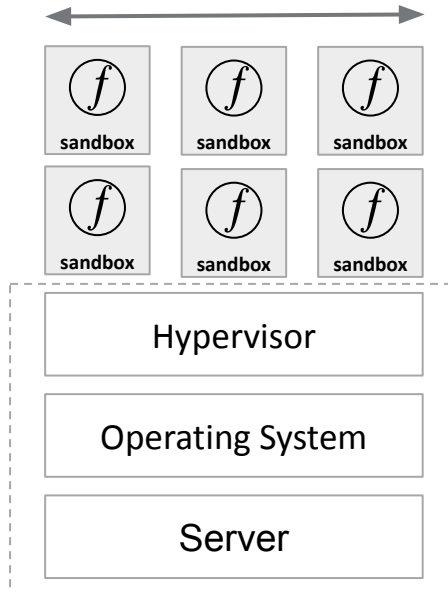 f f f
sandbox sandbox sandbox
f f f
sandbox sandbox sandbox
Hypervisor
Operating System
Server